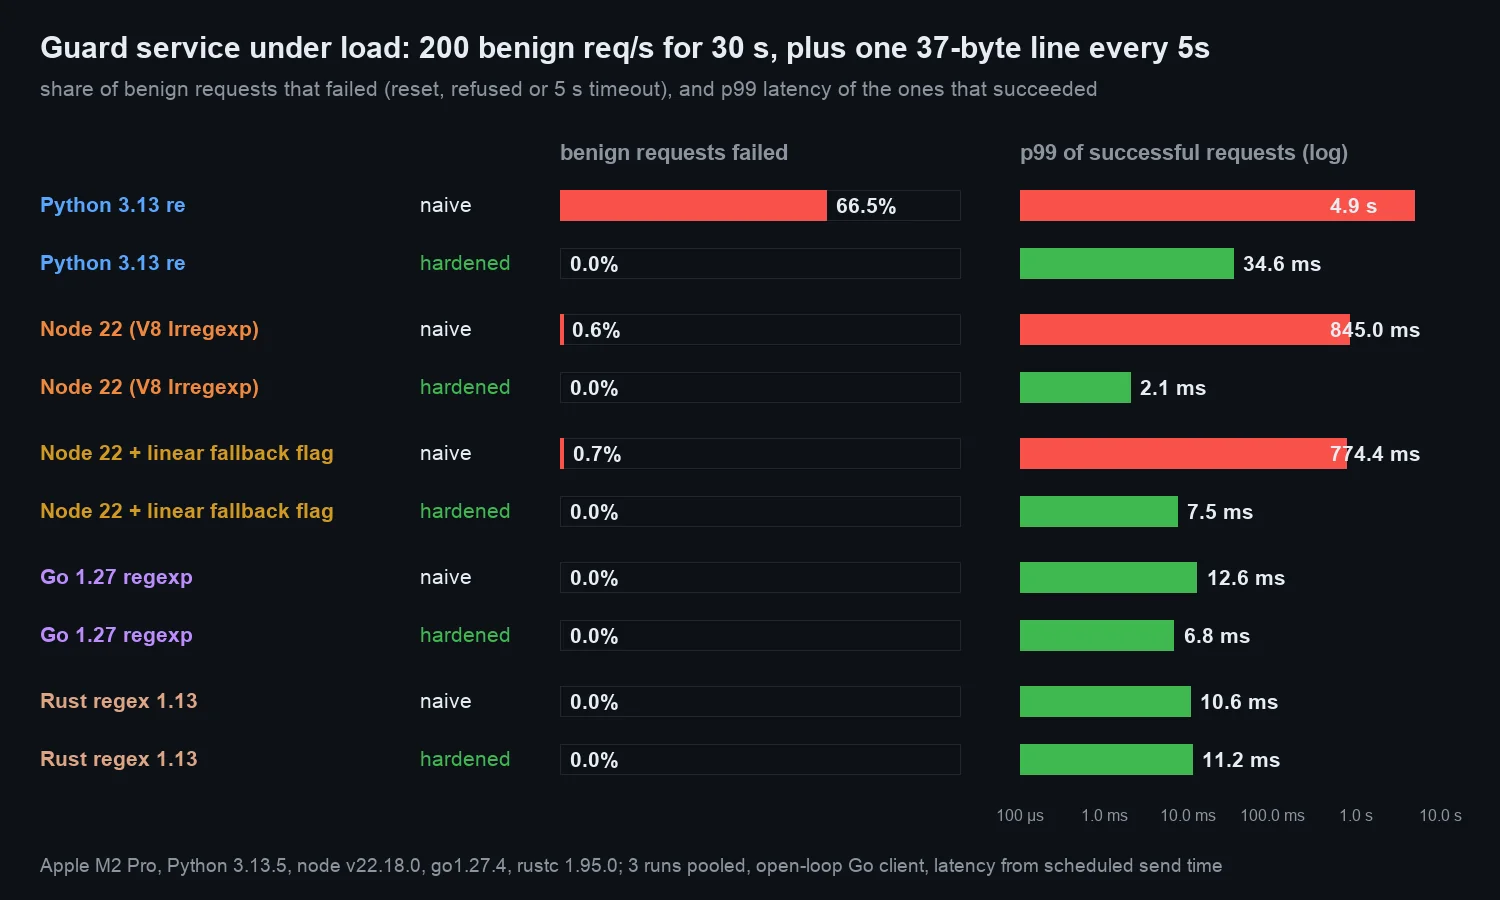 Guard service under load: 200 benign req/s for 30 s, plus one 37-byte line every 5s
share of benign requests that failed (reset, refused or 5 s timeout), and p99 latency of the ones that succeeded
benign requests failed p99 of successful requests (log)
Python 3.13 re naive 66.5% 4.9 s
Python 3.13 re hardened 0.0% 34.6 ms
Node 22 (V8 Irregexp) naive 0.6% 845.0 ms
Node 22 (V8 Irregexp) hardened 0.0% 2.1 ms
Node 22 + linear fallback flag naive 0.7% 774.4 ms
Node 22 + linear fallback flag hardened 0.0% 7.5 ms
Go 1.27 regexp naive 0.0% 12.6 ms
Go 1.27 regexp hardened 0.0% 6.8 ms
Rust regex 1.13 naive 0.0% 10.6 ms
Rust regex 1.13 hardened 0.0% 11.2 ms
100 µs 1.0 ms 10.0 ms 100.0 ms 1.0 s 10.0 s
Apple M2 Pro, Python 3.13.5, node v22.18.0, go1.27.4, rustc 1.95.0; 3 runs pooled, open-loop Go client, latency from scheduled send time